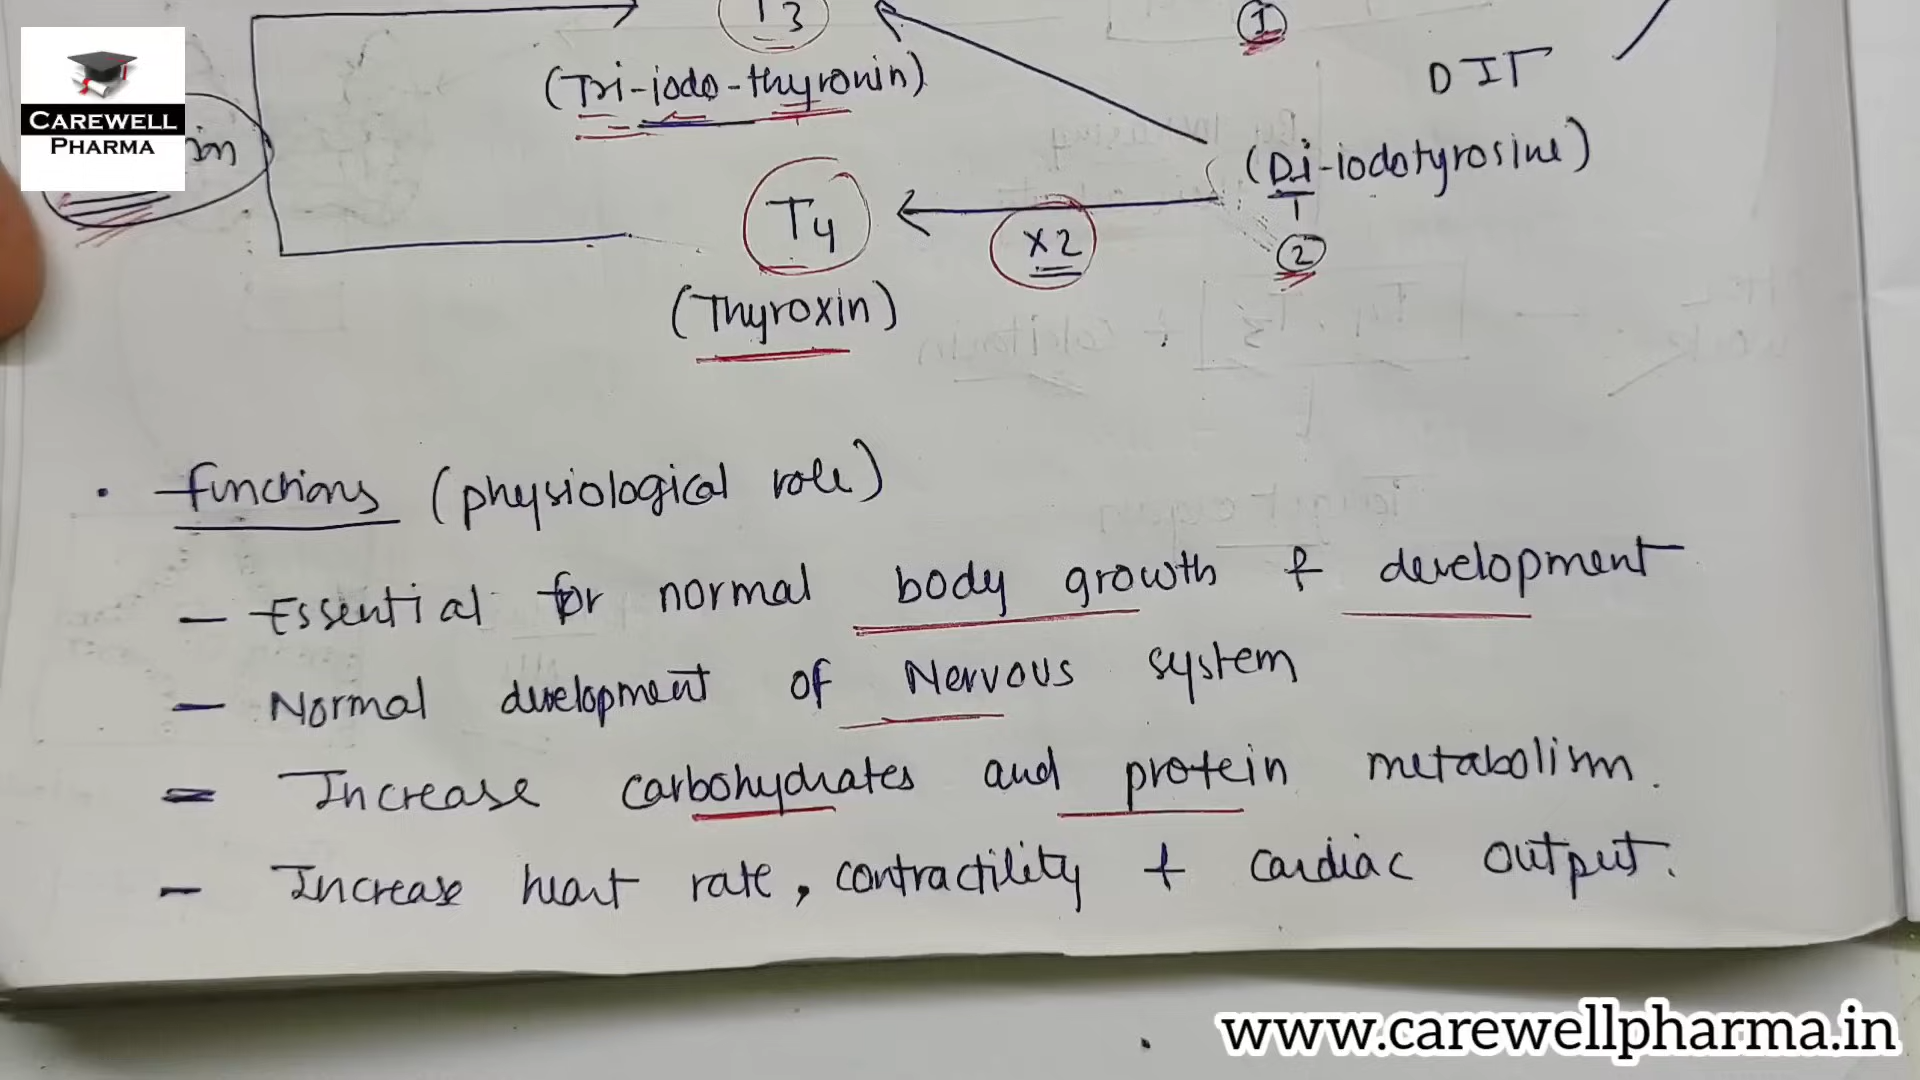 T3
1
(Tri-iodo-thyronin)
DIT
CAREWELL
PHARMA
(Di-iodotyrosine)
T4
x2
2
(Thyroxin)
• Functions (physiological role)
– Essential for normal body growth & development
– Normal development of Nervous system
– Increase carbohydrates and protein metabolism.
– Increase heart rate, contractility + cardiac output.
www.carewellpharma.in